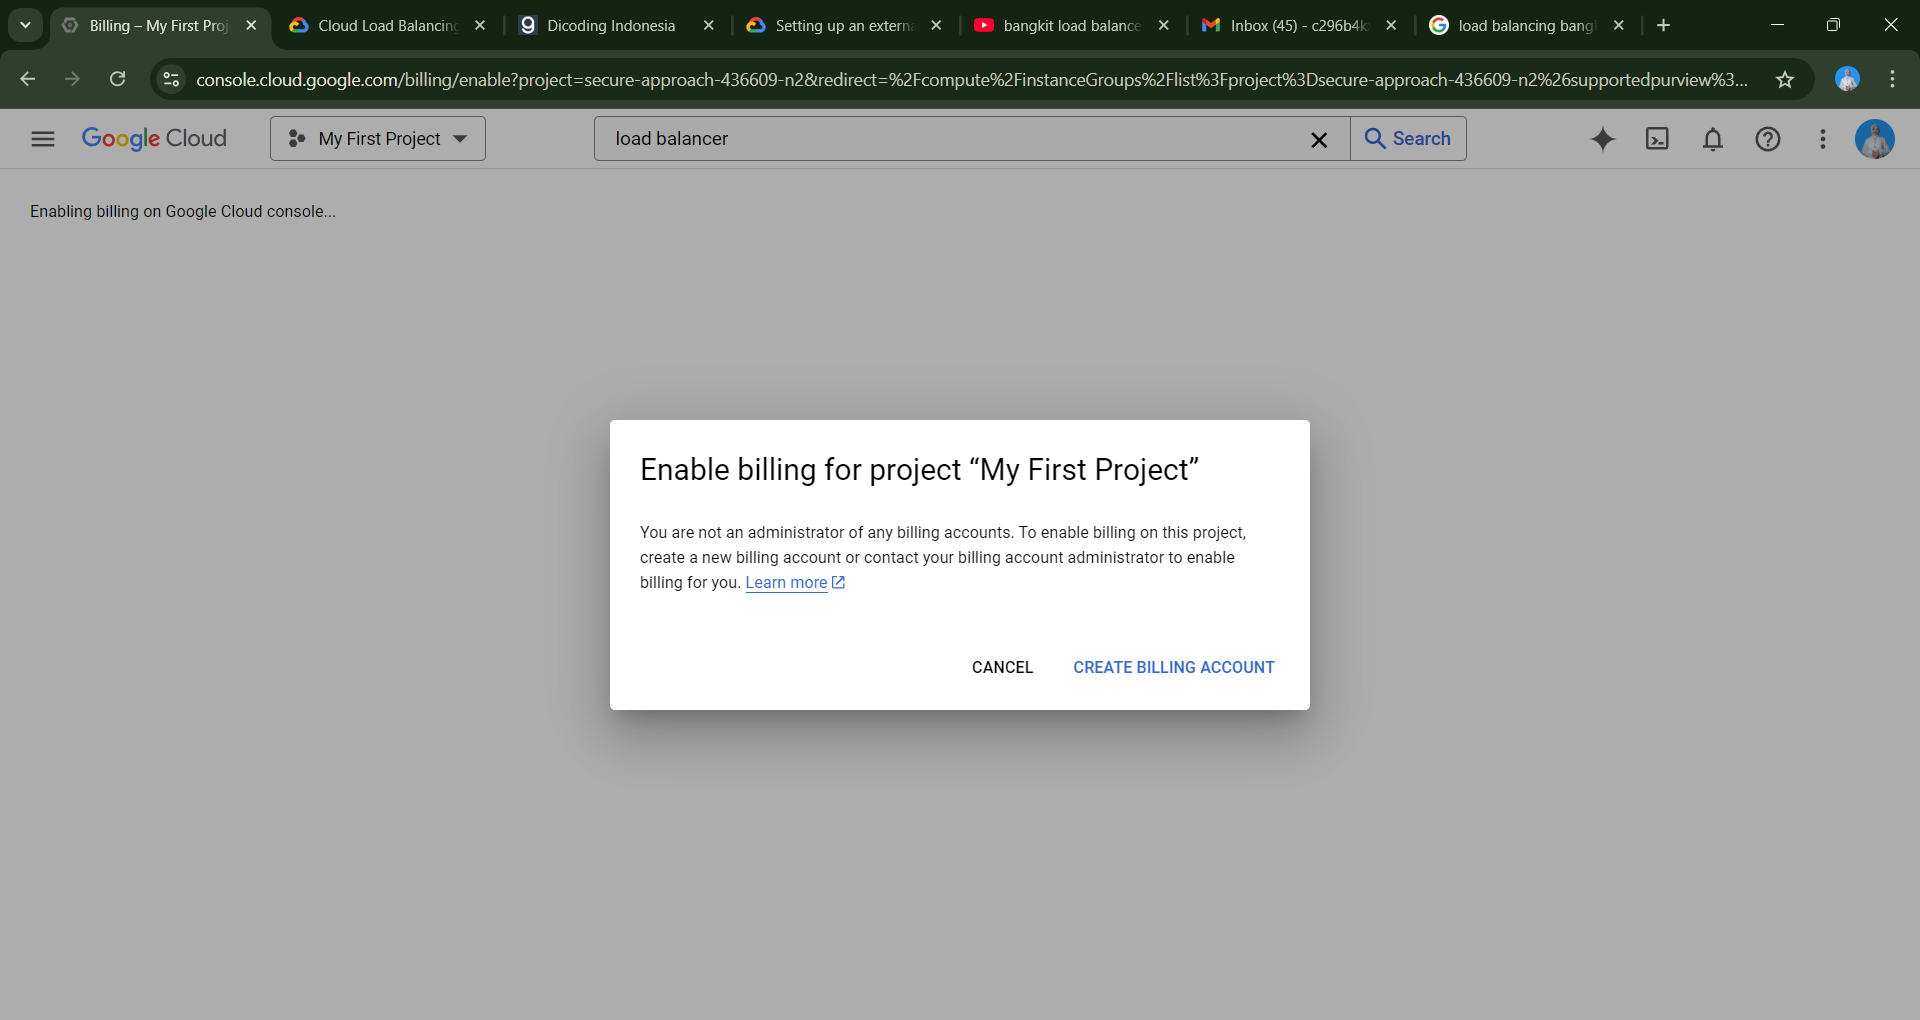 Billing – My First Proj
Cloud Load Balancing
Dicoding Indonesia
Setting up an externa
bangkit load balance
Inbox (45) - c296b4k
load balancing bang
console.cloud.google.com/billing/enable?project=secure-approach-436609-n2&redirect=%2Fcompute%2FinstanceGroups%2Flist%3Fproject%3Dsecure-approach-436609-n2%26supportedpurview%3...
Google Cloud
My First Project
load balancer
Search
Enabling billing on Google Cloud console...
Enable billing for project “My First Project”
You are not an administrator of any billing accounts. To enable billing on this project,
create a new billing account or contact your billing account administrator to enable
billing for you. Learn more
CANCEL
CREATE BILLING ACCOUNT